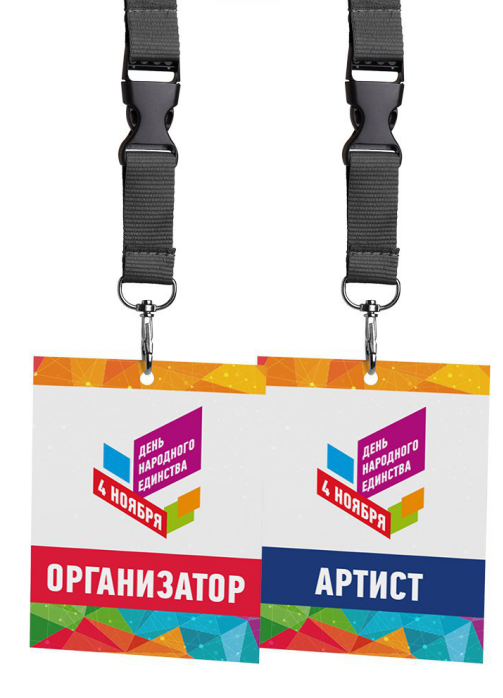 ДЕНЬ
НАРОДНОГО
ЕДИНСТВА
4 НОЯБРЯ
ОРГАНИЗАТОР
ДЕНЬ
НАРОДНОГО
ЕДИНСТВА
4 НОЯБРЯ
АРТИСТ